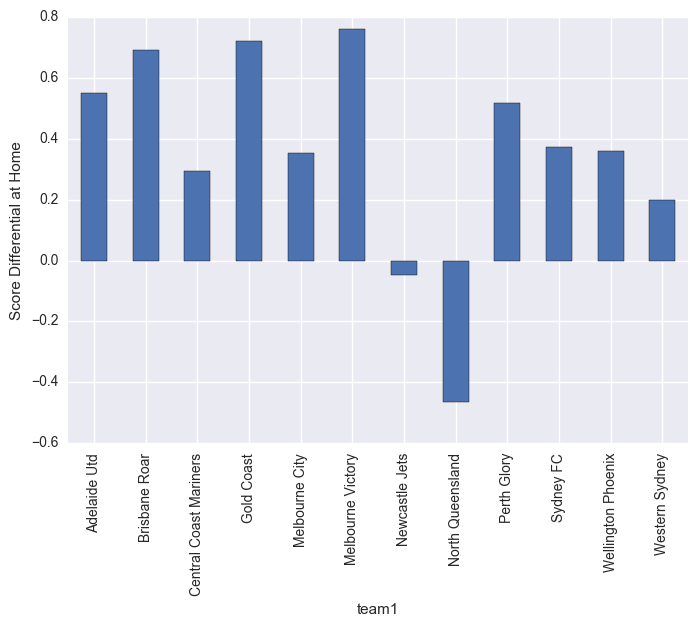 Score Differential at Home
0.8
0.6
0.4
0.2
0.0
−0.2
−0.4
−0.6
Adelaide Utd
Brisbane Roar
Central Coast Mariners
Gold Coast
Melbourne City
Melbourne Victory
Newcastle Jets
North Queensland
Perth Glory
Sydney FC
Wellington Phoenix
Western Sydney
team1